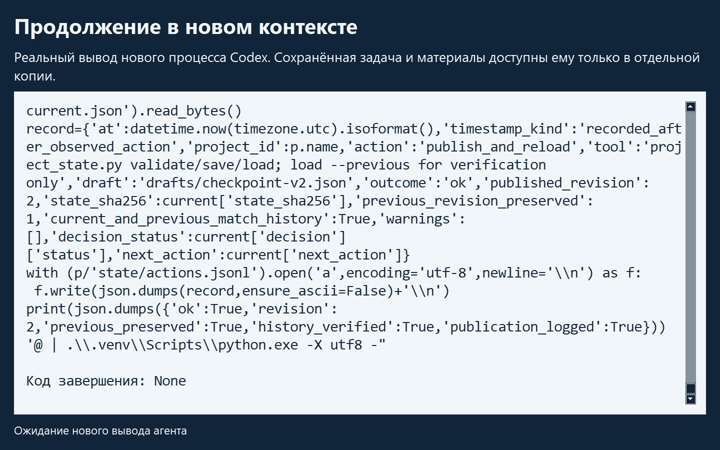 Продолжение в новом контексте
Реальный вывод нового процесса Codex. Сохранённая задача и материалы доступны ему только в отдельной
копии.
current.json').read_bytes()
record={'at':datetime.now(timezone.utc).isoformat(),'timestamp_kind':'recorded_aft
er_observed_action','project_id':p.name,'action':'publish_and_reload','tool':'proj
ect_state.py validate/save/load; load --previous for verification
only','draft':'drafts/checkpoint-v2.json','outcome':'ok','published_revision':
2,'state_sha256':current['state_sha256'],'previous_revision_preserved':
1,'current_and_previous_match_history':True,'warnings':
[],'decision_status':current['decision']
['status'],'next_action':current['next_action']}
with (p/'state/actions.jsonl').open('a',encoding='utf-8',newline='\\n') as f:
 f.write(json.dumps(record,ensure_ascii=False)+'\\n')
print(json.dumps({'ok':True,'revision':
2,'previous_preserved':True,'history_verified':True,'publication_logged':True}))
'@ | .\\.venv\\Scripts\\python.exe -X utf8 -"
Код завершения: None
Ожидание нового вывода агента